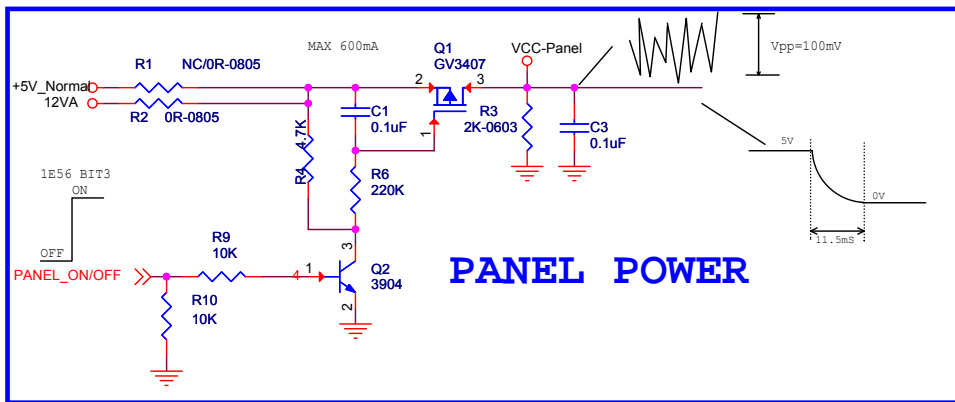 MAX 600mA
Q1
GV3407
VCC-Panel
Vpp=100mV
R1
NC/0R-0805
+5V_Normal
12VA
R2
0R-0805
2
3
1
C1
0.1uF
R3
2K-0603
C3
0.1uF
4.7K
R4
R6
220K
5V
0V
11.5mS
1E56 BIT3
ON
OFF
PANEL_ON/OFF
R9
10K
R10
10K
4
1
3
2
Q2
3904
PANEL POWER